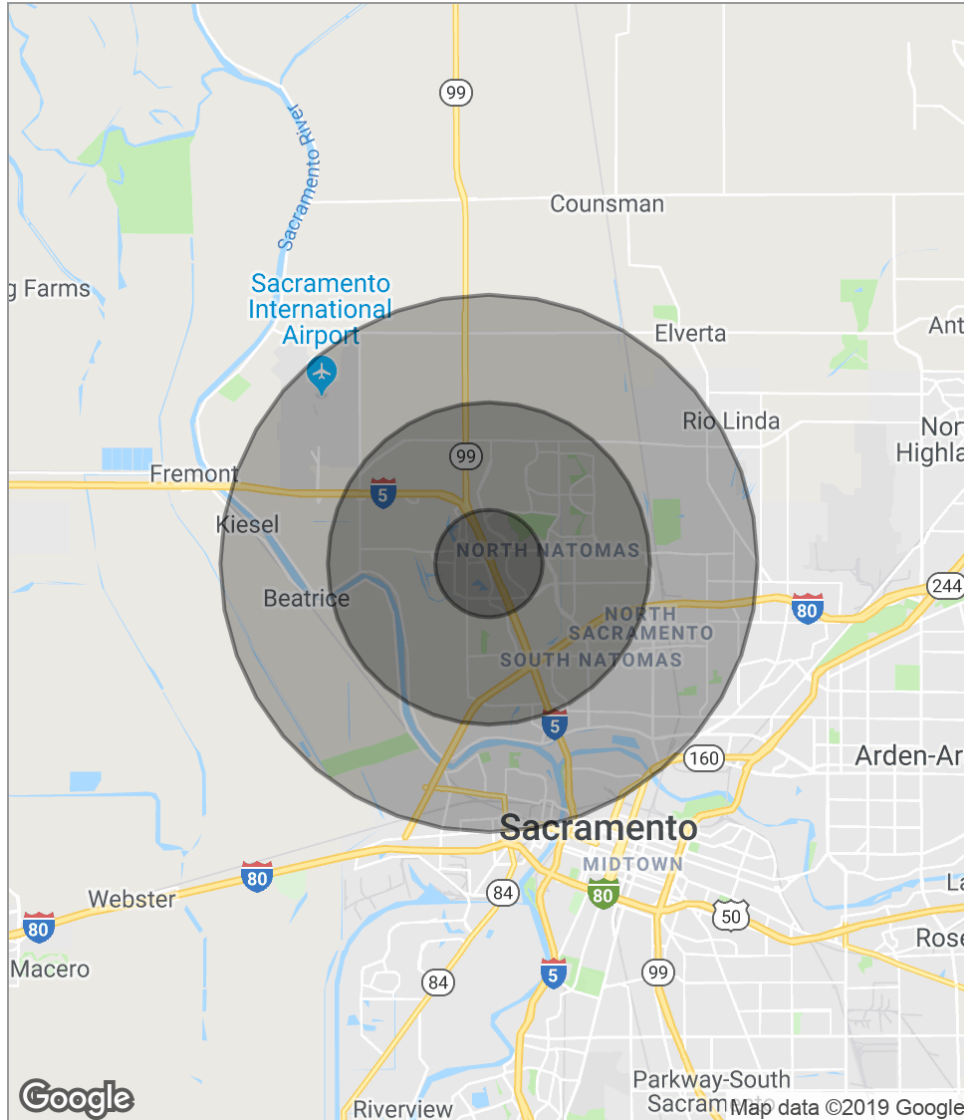 99
Sacramento River
Counsman
g Farms
Sacramento
International
Airport
Elverta
Ant
Rio Linda
Nor
Highla
99
Fremont
5
Kiesel
NORTH NATOMAS
Beatrice
244
80
NORTH
SACRAMENTO
SOUTH NATOMAS
5
160
Arden-Ar
Sacramento
MIDTOWN
80
84
80
La
Webster
50
80
Rose
Macero
5
99
84
Parkway-South
Sacramento
Google
Riverview
Map data ©2019 Google